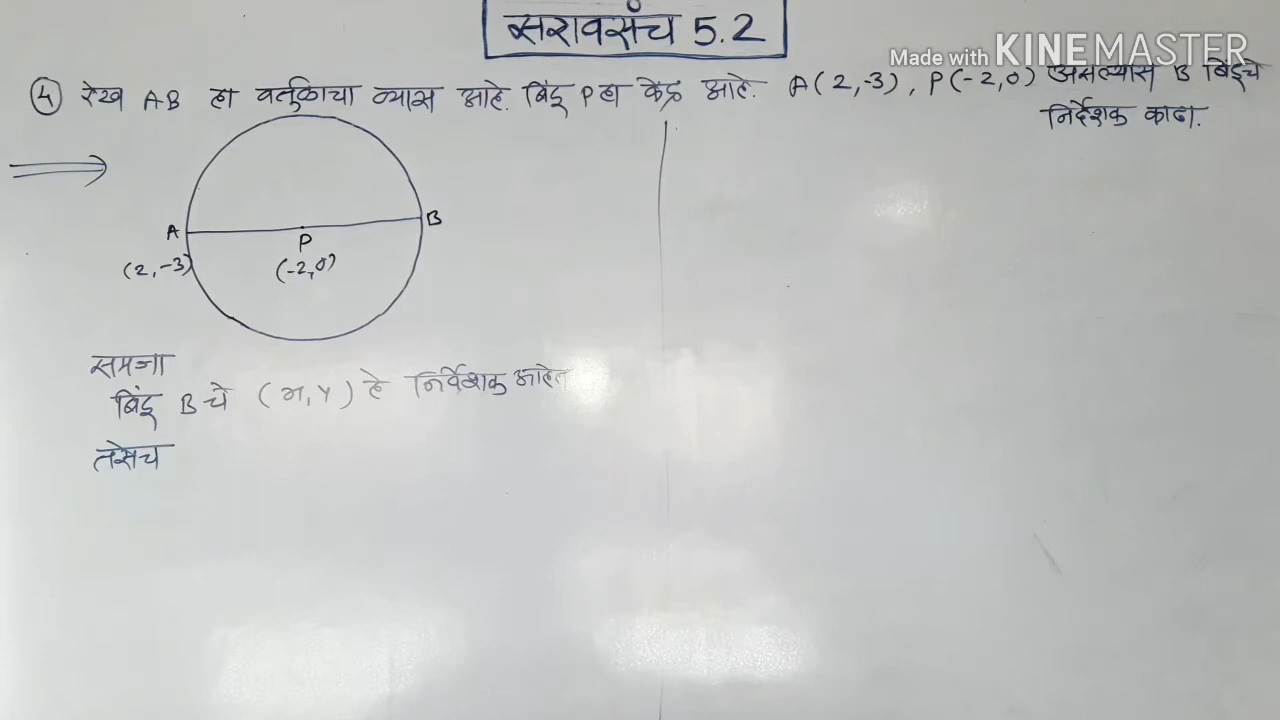 सरावसंच 5.2
Made with KINEMASTER
④ रेख AB हा वर्तुळाचा व्यास आहे. बिंदू P हा केंद्र आहे. A(2,-3), P(-2,0) असल्यास B बिंदूचे
निर्देशक काढा.
A
P
B
(2,-3)
(-2,0)
समजा
बिंदू B चे (x, y) हे निर्देशक आहेत
तसेच